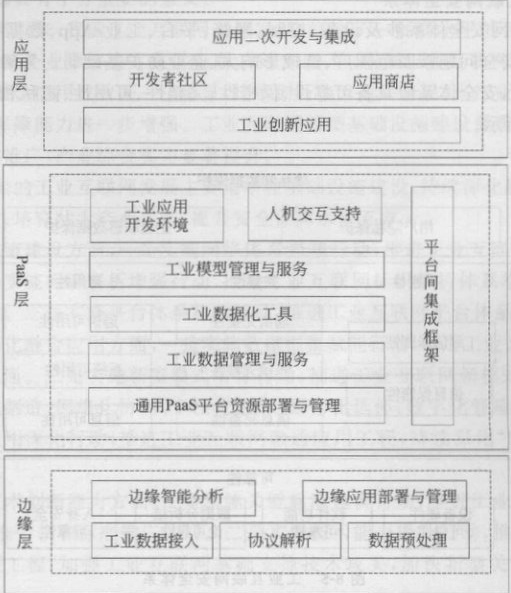 应用层
应用二次开发与集成
开发者社区
应用商店
工业创新应用
PaaS层
工业应用
开发环境
人机交互支持
工业模型管理与服务
工业数据化工具
工业数据管理与服务
通用PaaS平台资源部署与管理
平台间集成框架
边缘层
边缘智能分析
边缘应用部署与管理
工业数据接入
协议解析
数据预处理